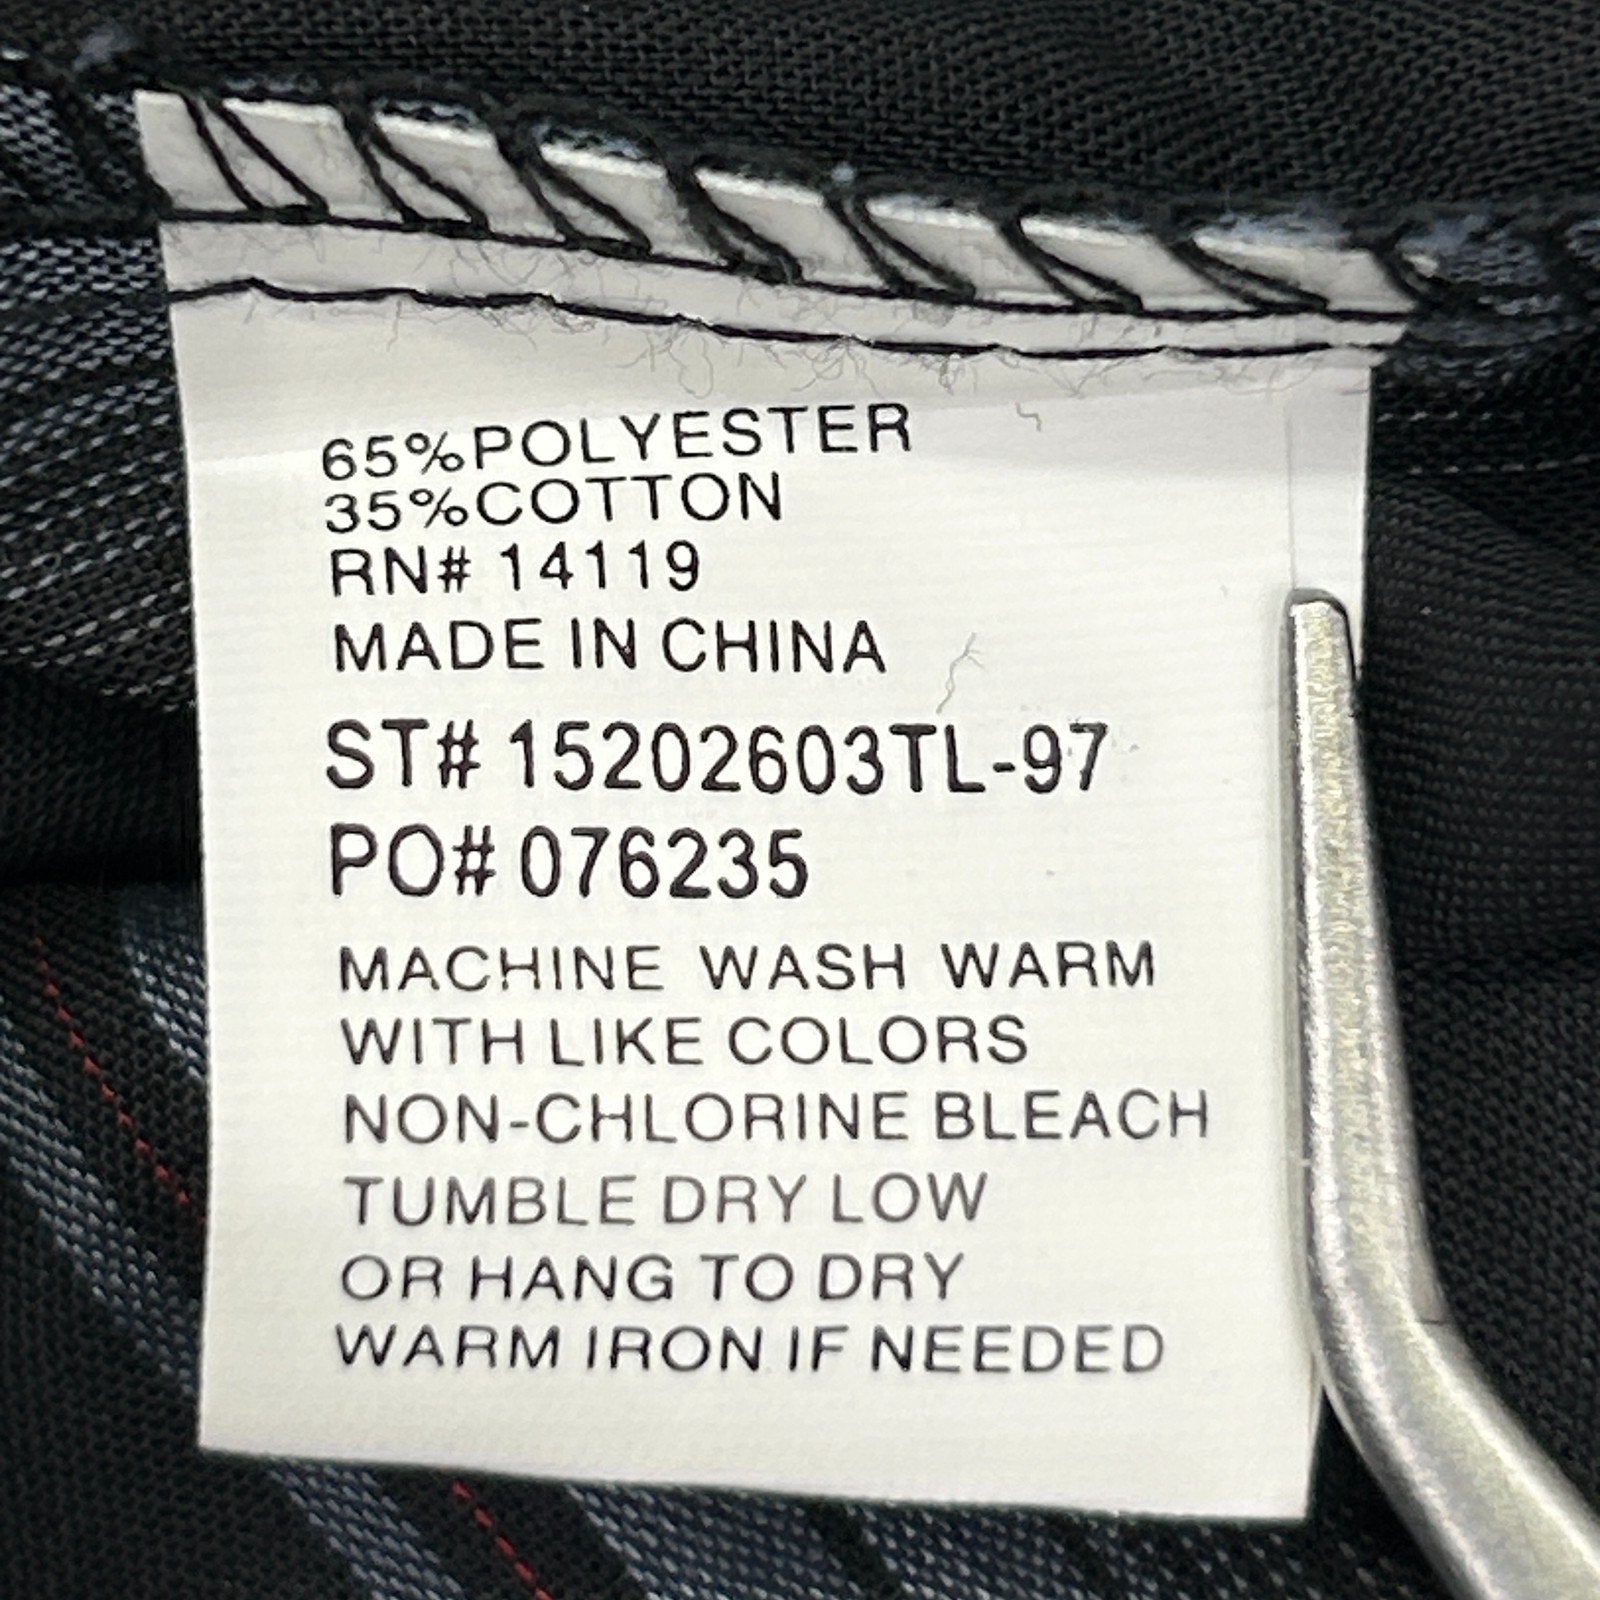 65%POLYESTER
35%COTTON
RN# 14119
MADE IN CHINA
ST# 15202603TL-97
PO# 076235
MACHINE WASH WARM
WITH LIKE COLORS
NON-CHLORINE BLEACH
TUMBLE DRY LOW
OR HANG TO DRY
WARM IRON IF NEEDED